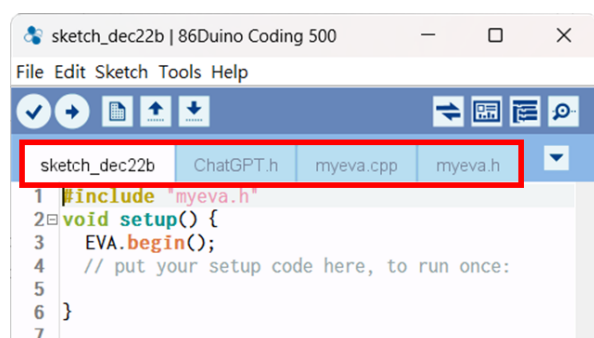 sketch_dec22b | 86Duino Coding 500
File Edit Sketch Tools Help
sketch_dec22b ChatGPT.h myeva.cpp myeva.h
1 #include "myeva.h"
2 void setup() {
3 EVA.begin();
4 // put your setup code here, to run once:
5
6 }
7